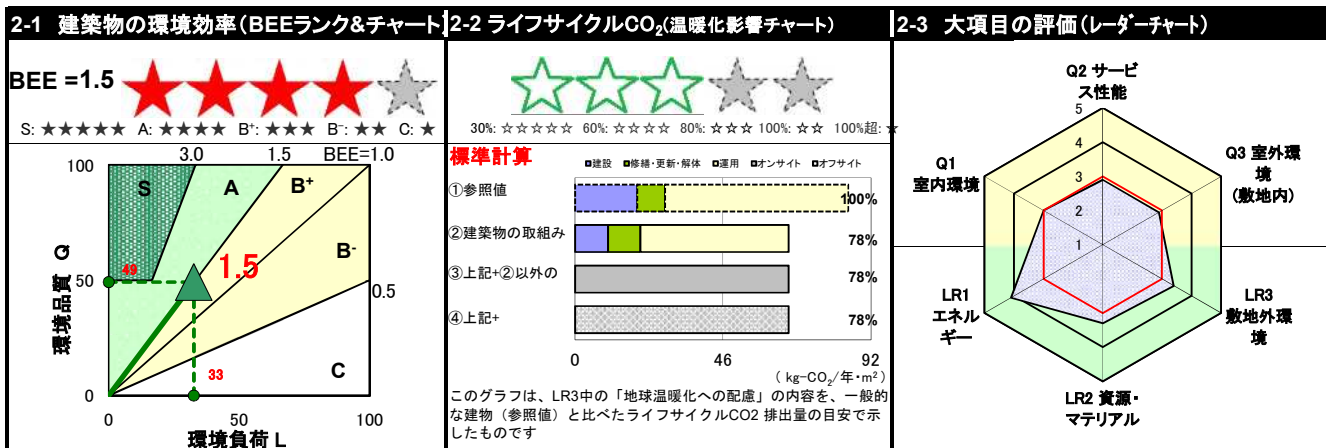 2-1 建築物の環境効率(BEEランク&チャート)
BEE =1.5
S: ★★★★★ A: ★★★★ B⁺: ★★★ B⁻: ★★ C: ★
3.0 1.5 BEE=1.0
100
S A B⁺
B⁻
環境品質 Q
49
1.5
50
0.5
33
C
0
0 50 100
環境負荷 L
2-2 ライフサイクルCO₂(温暖化影響チャート)
30%: ☆☆☆☆☆ 60%: ☆☆☆☆ 80%: ☆☆☆ 100%: ☆☆ 100%超: ☆
標準計算
■建設 ■修繕・更新・解体 ■運用 ■オンサイト ■オフサイト
①参照値 100%
②建築物の取組み 78%
③上記+②以外の 78%
④上記+ 78%
0 46 92
( kg-CO₂/年・m²)
このグラフは、LR3中の「地球温暖化への配慮」の内容を、一般的
な建物(参照値)と比べたライフサイクルCO2 排出量の目安で示
したものです
2-3 大項目の評価(レーダーチャート)
Q2 サービ
ス性能
5
4
3
2
1
Q1
室内環境
Q3 室外環
境
(敷地内)
LR1
エネル
ギー
LR3
敷地外環
境
LR2 資源・
マテリアル